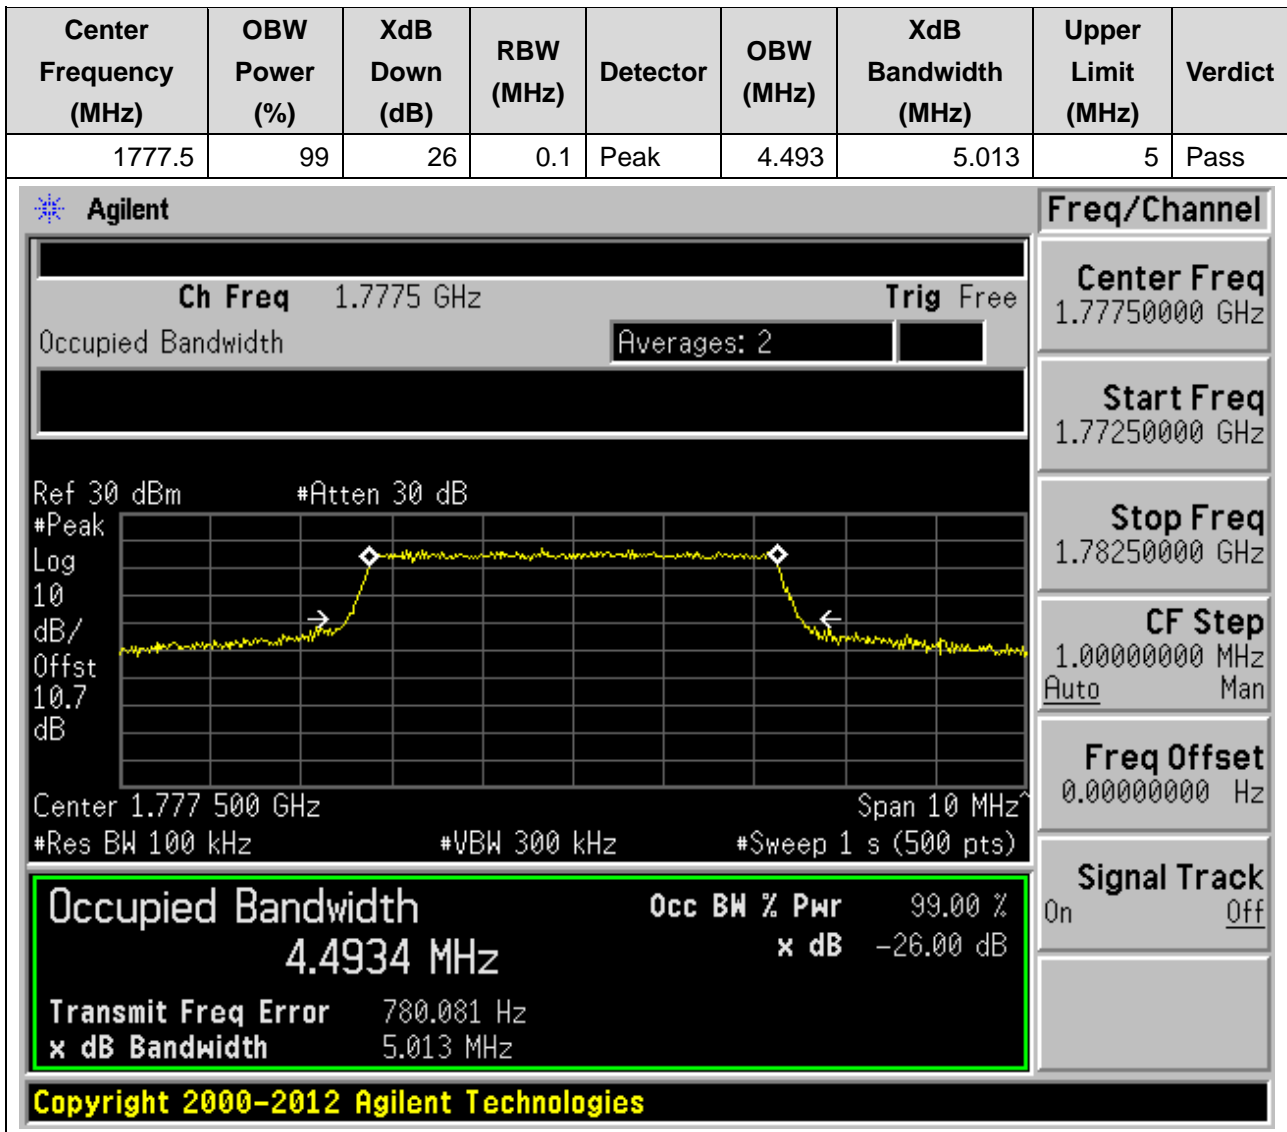 Center Frequency (MHz) OBW Power (%) XdB Down (dB) RBW (MHz) Detector OBW (MHz) XdB Bandwidth (MHz) Upper Limit (MHz) Verdict
1777.5 99 26 0.1 Peak 4.493 5.013 5 Pass
Agilent
Freq/Channel
Ch Freq 1.7775 GHz Trig Free
Occupied Bandwidth Averages: 2
Ref 30 dBm #Atten 30 dB
#Peak
Log
10
dB/
Offst
10.7
dB
Center 1.777 500 GHz Span 10 MHz^
#Res BW 100 kHz #VBW 300 kHz #Sweep 1 s (500 pts)
Occupied Bandwidth Occ BW % Pwr 99.00 %
4.4934 MHz x dB -26.00 dB
Transmit Freq Error 780.081 Hz
x dB Bandwidth 5.013 MHz
Center Freq
1.77750000 GHz
Start Freq
1.77250000 GHz
Stop Freq
1.78250000 GHz
CF Step
1.00000000 MHz
Auto Man
Freq Offset
0.00000000 Hz
Signal Track
On Off
Copyright 2000-2012 Agilent Technologies